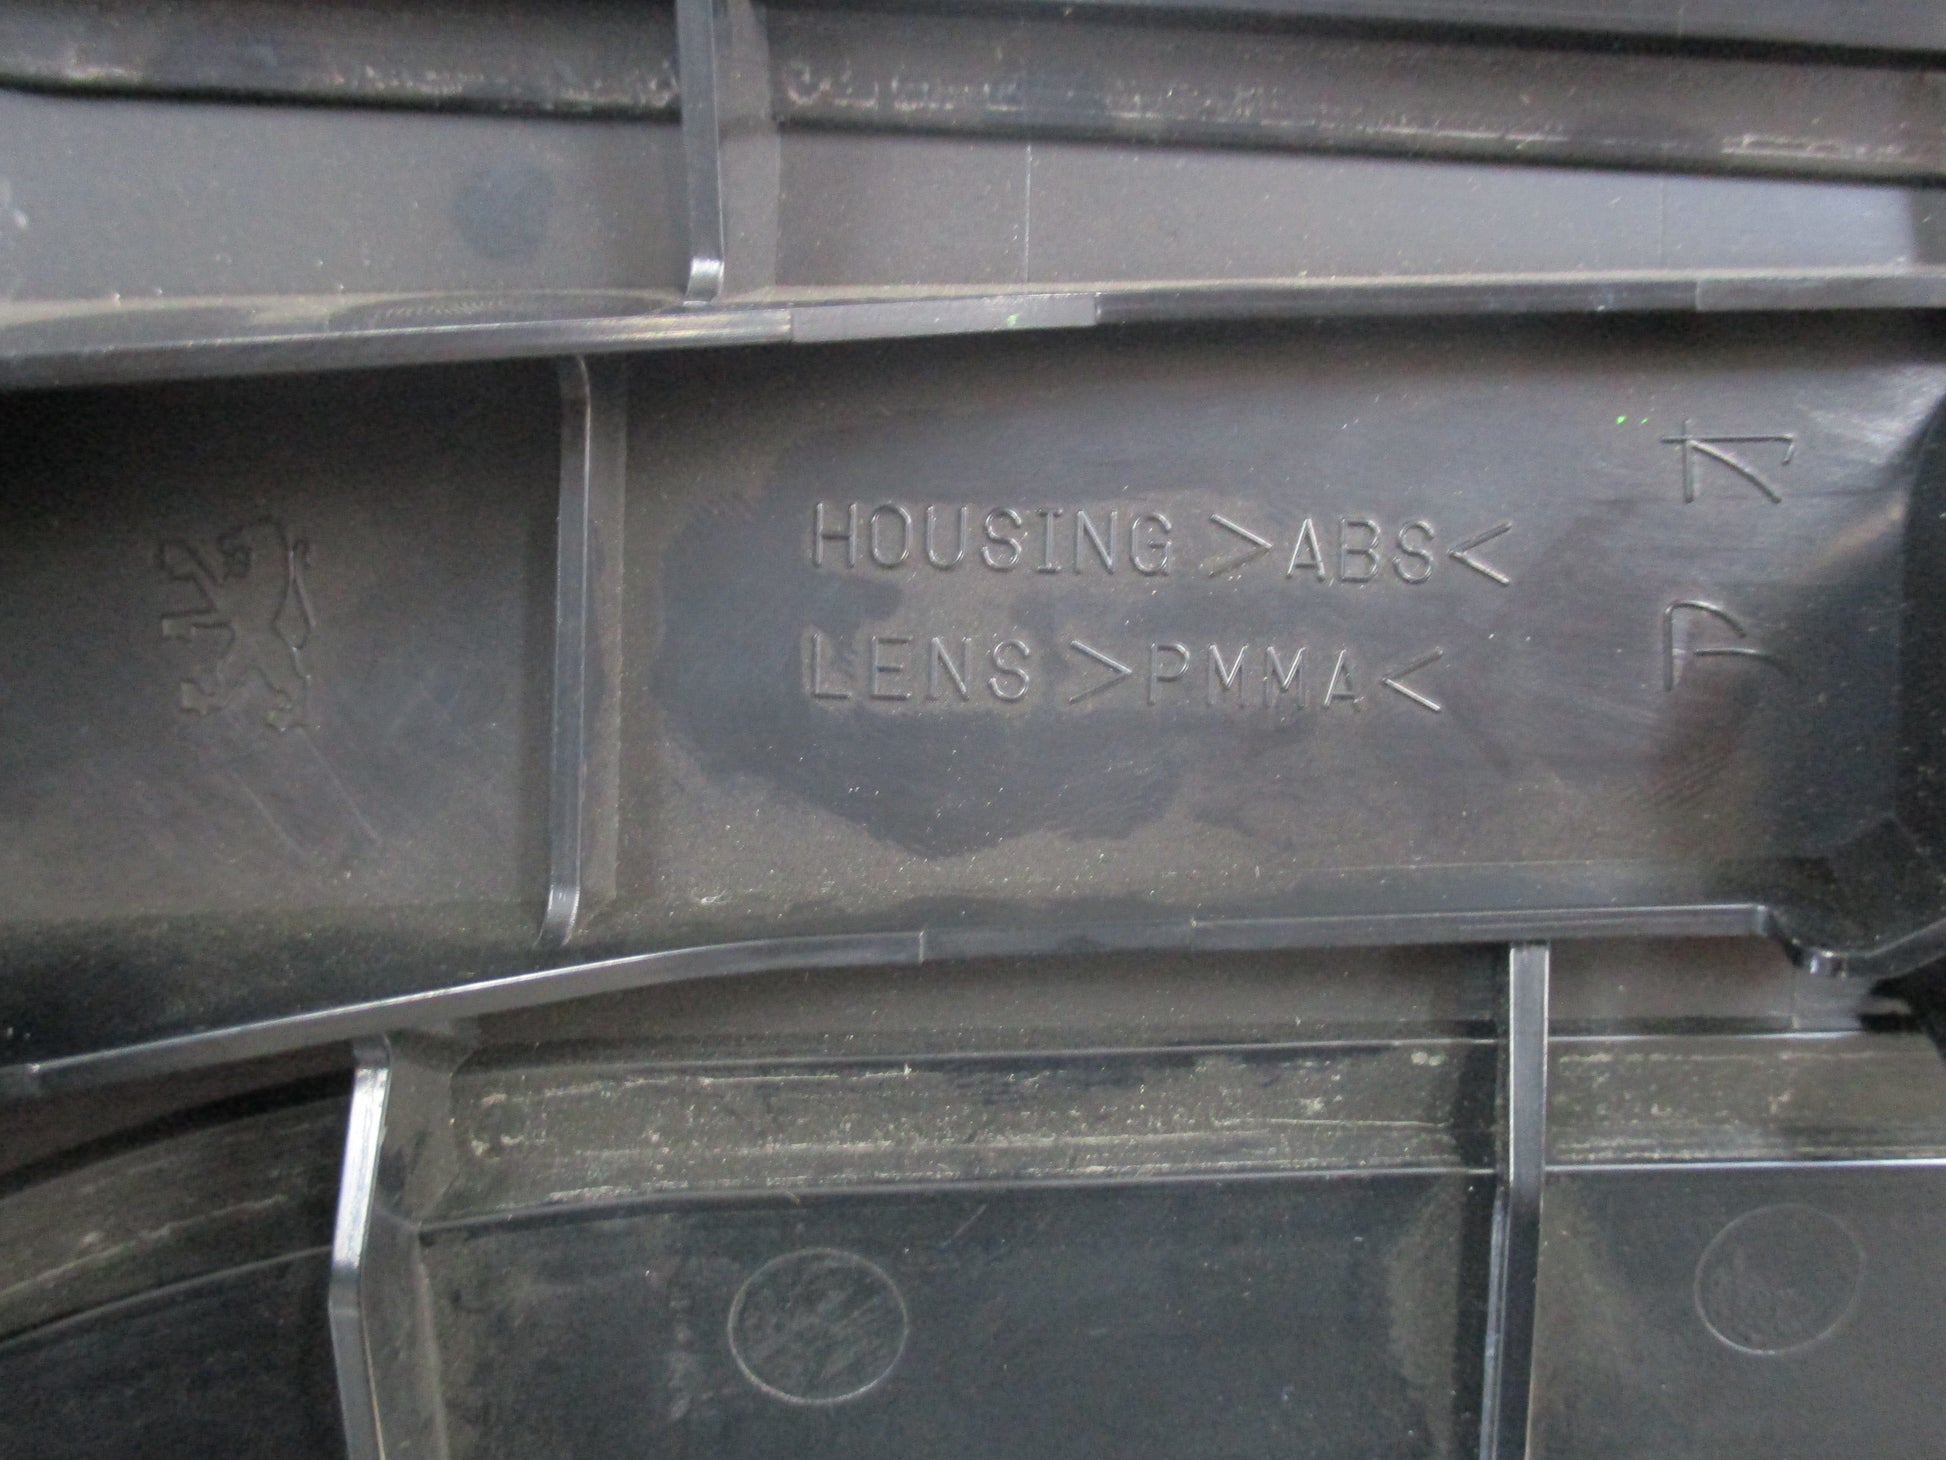 HOUSING >ABS<
LENS >PMMA<